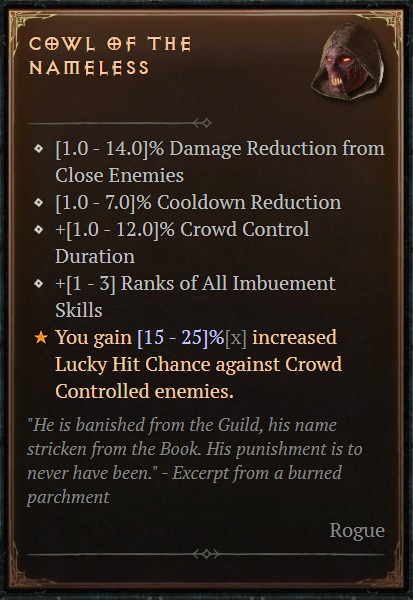 COWL OF THE
NAMELESS
[1.0 - 14.0]% Damage Reduction from
Close Enemies
[1.0 - 7.0]% Cooldown Reduction
+[1.0 - 12.0]% Crowd Control
Duration
+[1 - 3] Ranks of All Imbuement
Skills
You gain [15 - 25]%[x] increased
Lucky Hit Chance against Crowd
Controlled enemies.
"He is banished from the Guild, his name
stricken from the Book. His punishment is to
never have been." - Excerpt from a burned
parchment
Rogue